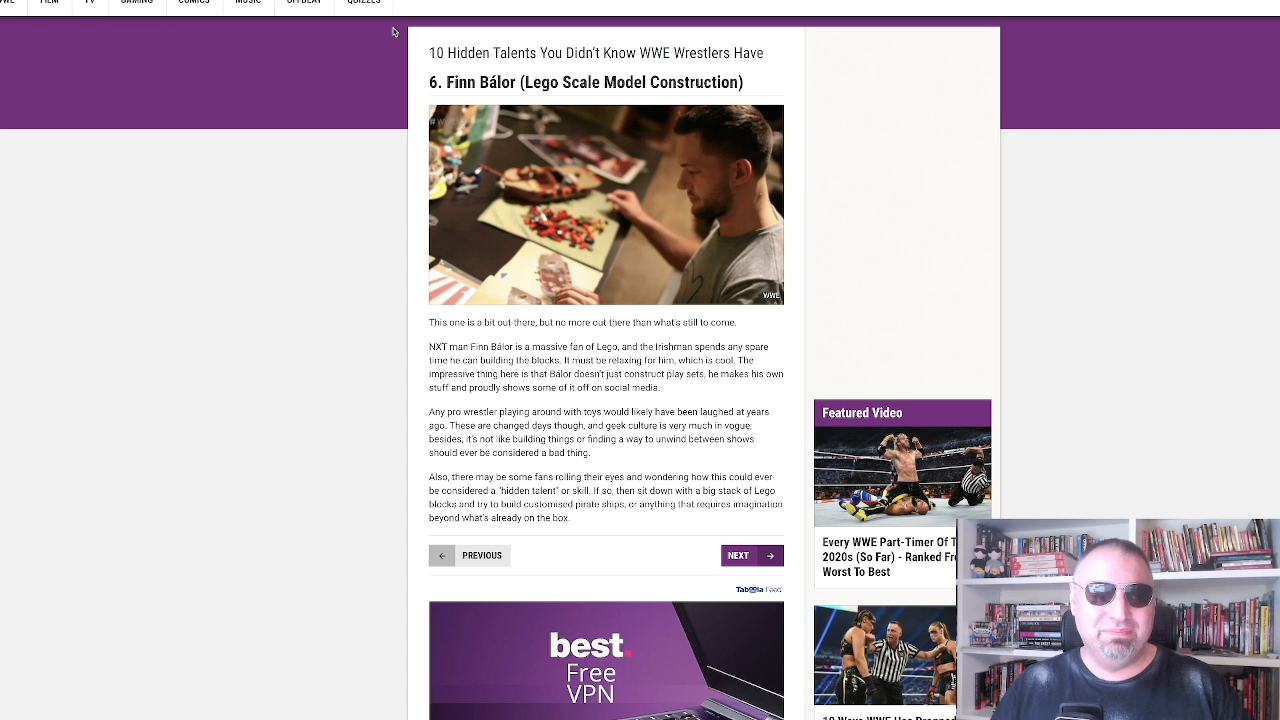 FILM
TV
GAMING
COMICS
MUSIC
OFFBEAT
QUIZZES
10 Hidden Talents You Didn't Know WWE Wrestlers Have
6. Finn Bálor (Lego Scale Model Construction)
WWE
This one is a bit out-there, but no more out-there than what's still to come.
NXT man Finn Bálor is a massive fan of Lego, and the Irishman spends any spare
time he can building the blocks. It must be relaxing for him, which is cool. The
impressive thing here is that Bálor doesn't just construct play sets, he makes his own
stuff and proudly shows some of it off on social media.
Any pro wrestler playing around with toys would likely have been laughed at years
ago. These are changed days though, and geek culture is very much in vogue;
besides, it's not like building things or finding a way to unwind between shows
should ever be considered a bad thing.
Also, there may be some fans rolling their eyes and wondering how this could ever
be considered a "hidden talent" or skill. If so, then sit down with a big stack of Lego
blocks and try to build customised pirate ships, or anything that requires imagination
beyond what's already on the box.
← PREVIOUS
NEXT →
Taboola Feed
best.
Free
VPN
Featured Video
Every WWE Part-Timer Of T
2020s (So Far) - Ranked Fr
Worst To Best